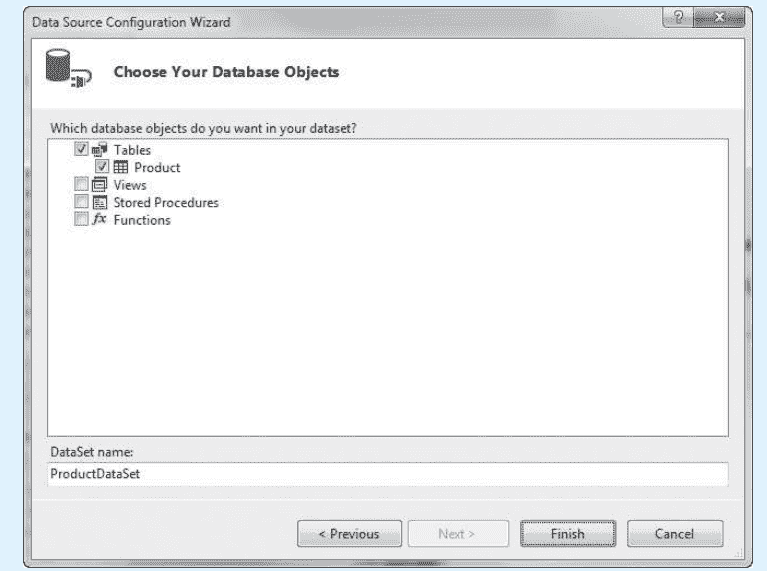 Data Source Configuration Wizard
Choose Your Database Objects
Which database objects do you want in your dataset?
Tables
Product
Views
Stored Procedures
fx Functions
DataSet name:
ProductDataSet
< Previous
Next >
Finish
Cancel